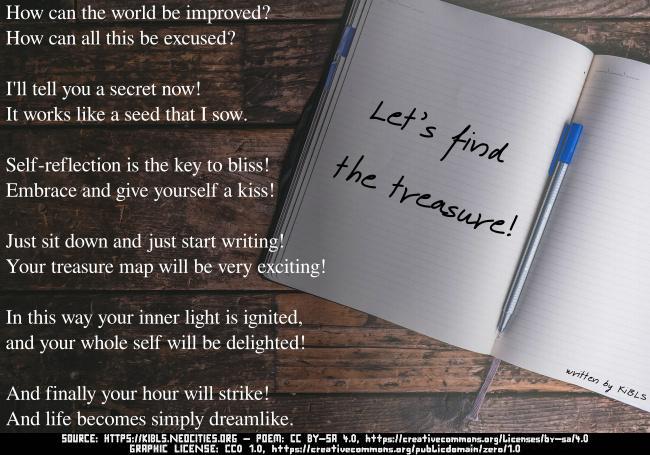 How can the world be improved?
How can all this be excused?
I'll tell you a secret now!
It works like a seed that I sow.
Self-reflection is the key to bliss!
Embrace and give yourself a kiss!
Just sit down and just start writing!
Your treasure map will be very exciting!
In this way your inner light is ignited,
and your whole self will be delighted!
And finally your hour will strike!
And life becomes simply dreamlike.
Let's find
the treasure!
written by KiBLS
SOURCE: HTTPS://KIBLS.NEOCITIES.ORG – POEM: CC BY-SA 4.0, https://creativecommons.org/licenses/by-sa/4.0
GRAPHIC LICENSE: CC0 1.0, https://creativecommons.org/publicdomain/zero/1.0